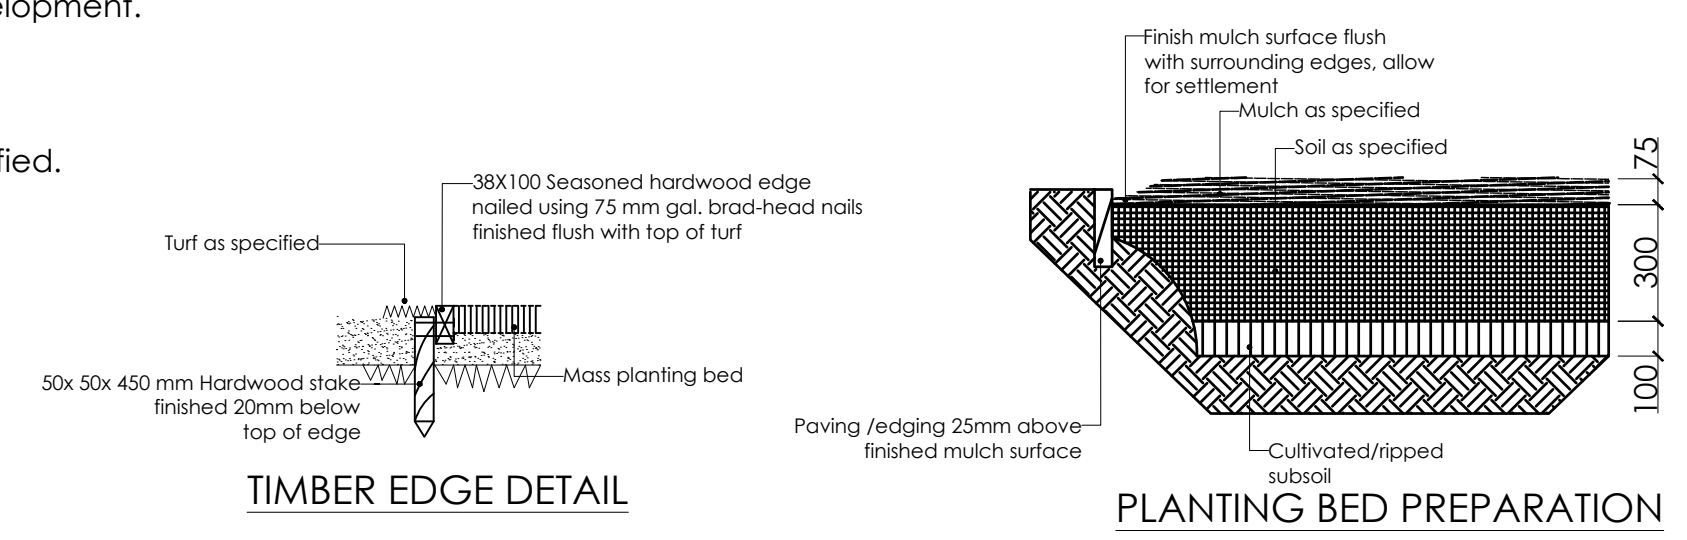 elopment.
fied.
38X100 Seasoned hardwood edge
nailed using 75 mm gal. brad-head nails
finished flush with top of turf
Turf as specified
50x 50x 450 mm Hardwood stake
finished 20mm below
top of edge
Mass planting bed
TIMBER EDGE DETAIL
Finish mulch surface flush
with surrounding edges, allow
for settlement
Mulch as specified
Soil as specified
75
300
100
Paving /edging 25mm above
finished mulch surface
Cultivated/ripped
subsoil
PLANTING BED PREPARATION